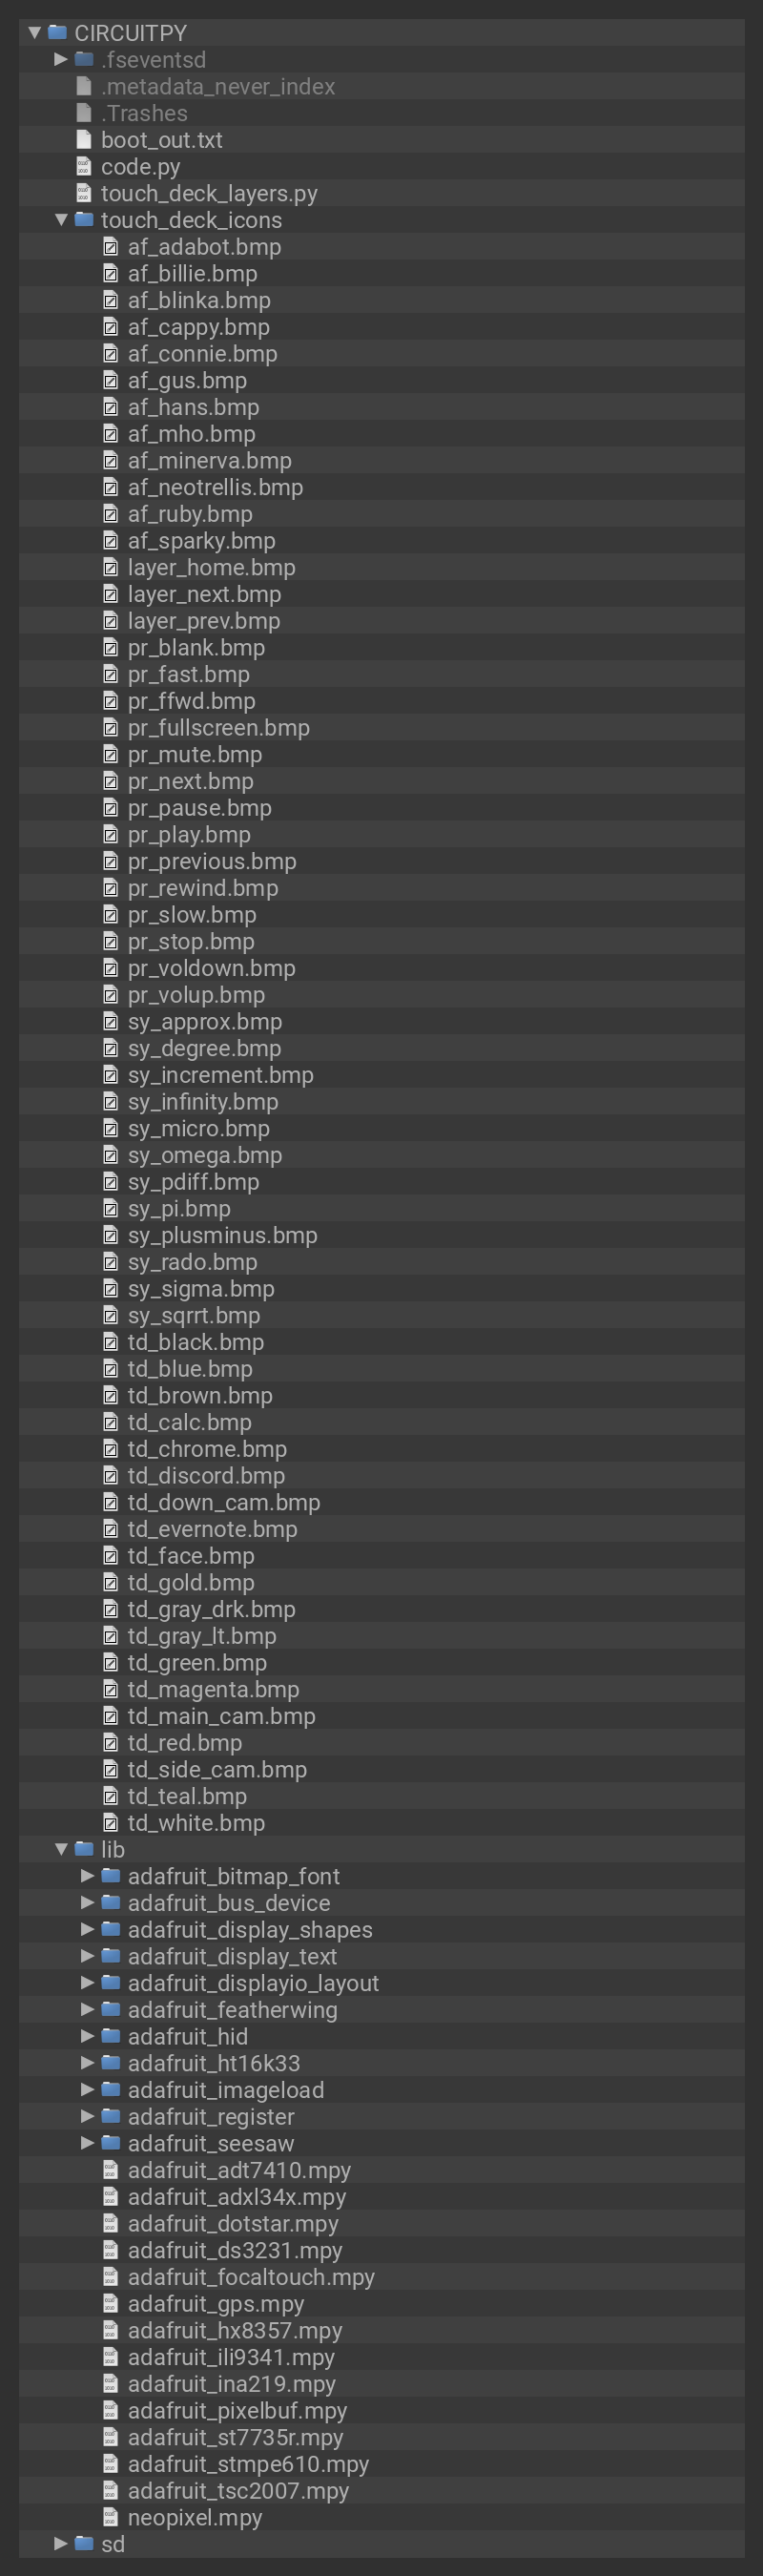 CIRCUITPY
.fseventsd
.metadata_never_index
.Trashes
boot_out.txt
code.py
touch_deck_layers.py
touch_deck_icons
af_adabot.bmp
af_billie.bmp
af_blinka.bmp
af_cappy.bmp
af_connie.bmp
af_gus.bmp
af_hans.bmp
af_mho.bmp
af_minerva.bmp
af_neotrellis.bmp
af_ruby.bmp
af_sparky.bmp
layer_home.bmp
layer_next.bmp
layer_prev.bmp
pr_blank.bmp
pr_fast.bmp
pr_ffwd.bmp
pr_fullscreen.bmp
pr_mute.bmp
pr_next.bmp
pr_pause.bmp
pr_play.bmp
pr_previous.bmp
pr_rewind.bmp
pr_slow.bmp
pr_stop.bmp
pr_voldown.bmp
pr_volup.bmp
sy_approx.bmp
sy_degree.bmp
sy_increment.bmp
sy_infinity.bmp
sy_micro.bmp
sy_omega.bmp
sy_pdiff.bmp
sy_pi.bmp
sy_plusminus.bmp
sy_rado.bmp
sy_sigma.bmp
sy_sqrrt.bmp
td_black.bmp
td_blue.bmp
td_brown.bmp
td_calc.bmp
td_chrome.bmp
td_discord.bmp
td_down_cam.bmp
td_evernote.bmp
td_face.bmp
td_gold.bmp
td_gray_drk.bmp
td_gray_lt.bmp
td_green.bmp
td_magenta.bmp
td_main_cam.bmp
td_red.bmp
td_side_cam.bmp
td_teal.bmp
td_white.bmp
lib
adafruit_bitmap_font
adafruit_bus_device
adafruit_display_shapes
adafruit_display_text
adafruit_displayio_layout
adafruit_featherwing
adafruit_hid
adafruit_ht16k33
adafruit_imageload
adafruit_register
adafruit_seesaw
adafruit_adt7410.mpy
adafruit_adxl34x.mpy
adafruit_dotstar.mpy
adafruit_ds3231.mpy
adafruit_focaltouch.mpy
adafruit_gps.mpy
adafruit_hx8357.mpy
adafruit_ili9341.mpy
adafruit_ina219.mpy
adafruit_pixelbuf.mpy
adafruit_st7735r.mpy
adafruit_stmpe610.mpy
adafruit_tsc2007.mpy
neopixel.mpy
sd